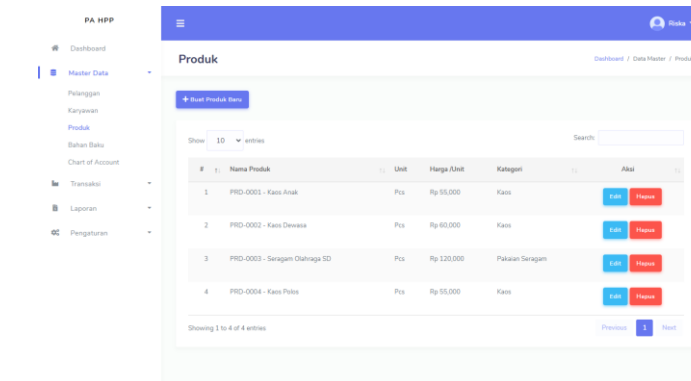 PA HPP
Riska
Dashboard
Master Data
Pelanggan
Karyawan
Produk
Bahan Baku
Chart of Account
Transaksi
Laporan
Pengaturan
Produk
Dashboard / Data Master / Produ
+ Buat Produk Baru
Show 10 entries
Search:
# Nama Produk Unit Harga /Unit Kategori Aksi
1 PRD-0001 - Kaos Anak Pcs Rp 55,000 Kaos Edit Hapus
2 PRD-0002 - Kaos Dewasa Pcs Rp 60,000 Kaos Edit Hapus
3 PRD-0003 - Seragam Olahraga SD Pcs Rp 120,000 Pakaian Seragam Edit Hapus
4 PRD-0004 - Kaos Polos Pcs Rp 55,000 Kaos Edit Hapus
Showing 1 to 4 of 4 entries
Previous 1 Next